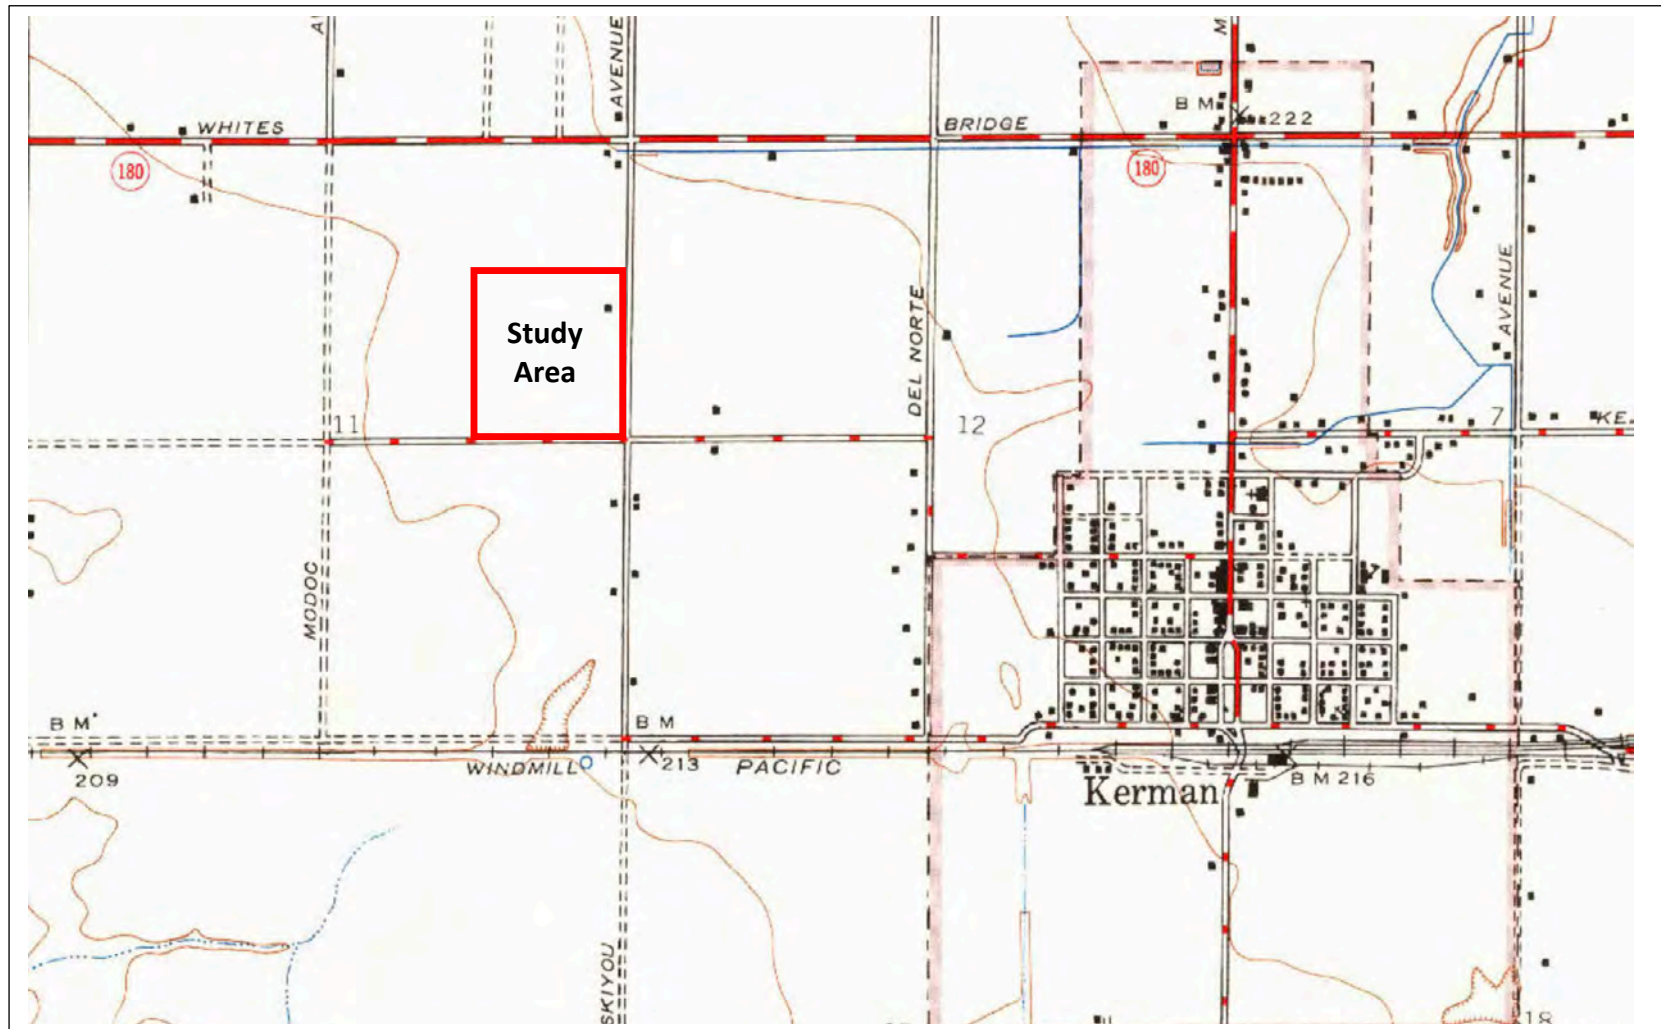 AVENUE
M
WHITES
BRIDGE
B M
222
180
180
Study
Area
DEL NORTE
AVENUE
11
12
7
KE
MODOC
B M
B M
209
WINDMILL
213
PACIFIC
B M 216
Kerman
SKIYOU
18